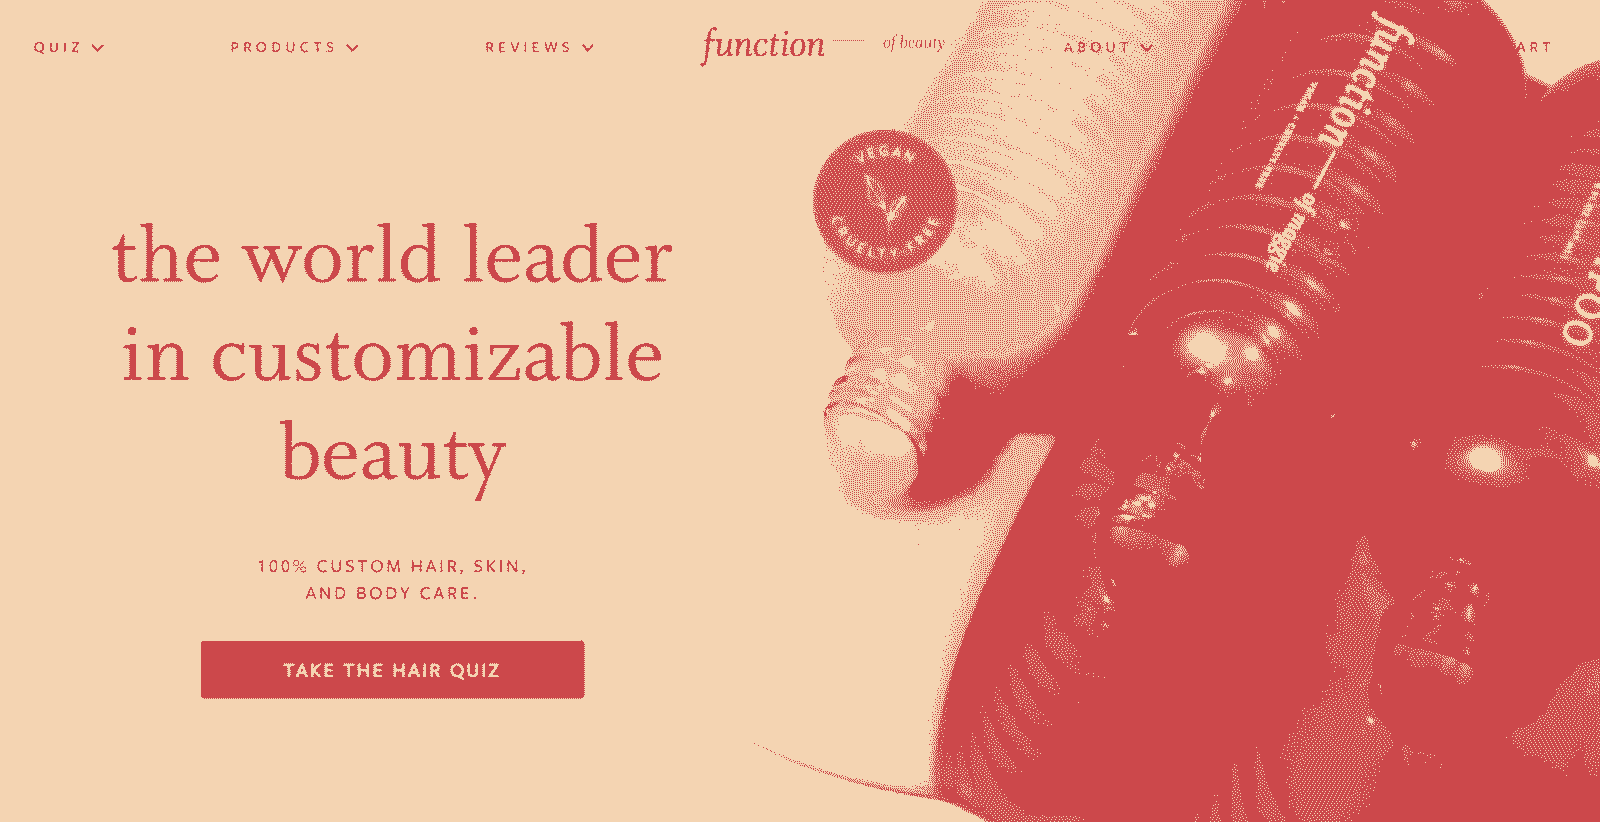 QUIZ
PRODUCTS
REVIEWS
function — of beauty
ABOUT
ART
VEGAN
CRUELTY FREE
function — of maggie
the world leader
in customizable
beauty
100% CUSTOM HAIR, SKIN,
AND BODY CARE.
TAKE THE HAIR QUIZ